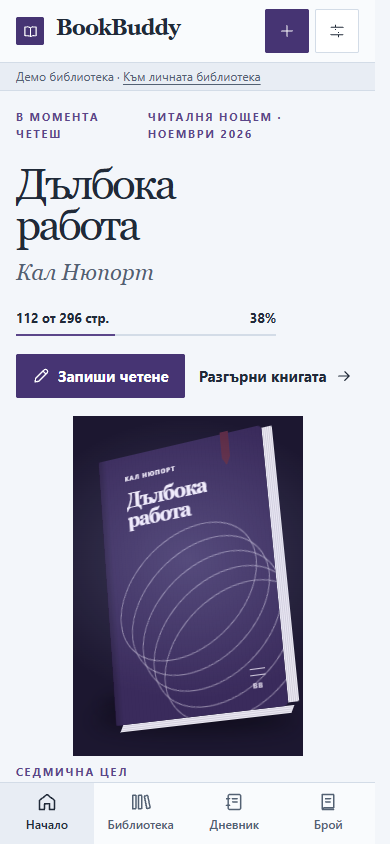 BookBuddy
Демо библиотека · Към личната библиотека
В МОМЕНТА
ЧЕТЕШ
ЧИТАЛНЯ НОЩЕМ ·
НОЕМВРИ 2026
Дълбока
работа
Кал Нюпорт
112 от 296 стр.
38%
Запиши четене
Разгърни книгата
КАЛ НЮПОРТ
Дълбока
работа
BB
СЕДМИЧНА ЦЕЛ
Начало
Библиотека
Дневник
Брой